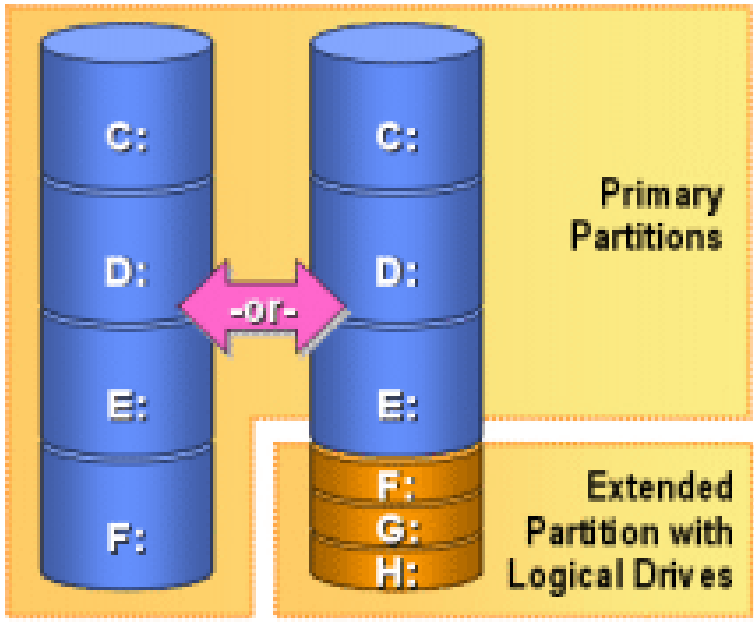 C:
D:
E:
F:
-or-
C:
D:
E:
F:
G:
H:
Primary
Partitions
Extended
Partition with
Logical Drives